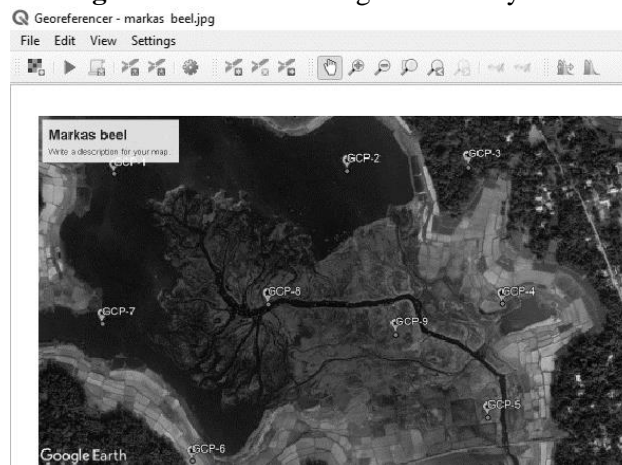 Georeferencer - markas beel.jpg
File Edit View Settings
Markas beel
Write a description for your map.
GCP-1
GCP-2
GCP-3
GCP-8
GCP-4
GCP-7
GCP-9
GCP-5
GCP-6
Google Earth